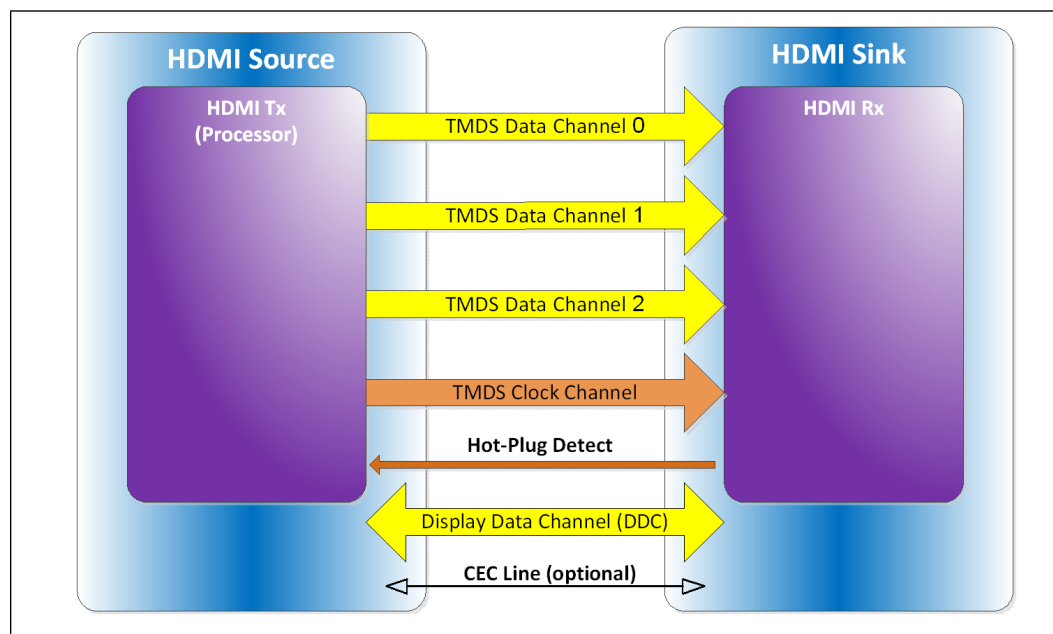 HDMI Source
HDMI Sink
HDMI Tx
(Processor)
HDMI Rx
TMDS Data Channel 0
TMDS Data Channel 1
TMDS Data Channel 2
TMDS Clock Channel
Hot-Plug Detect
Display Data Channel (DDC)
CEC Line (optional)